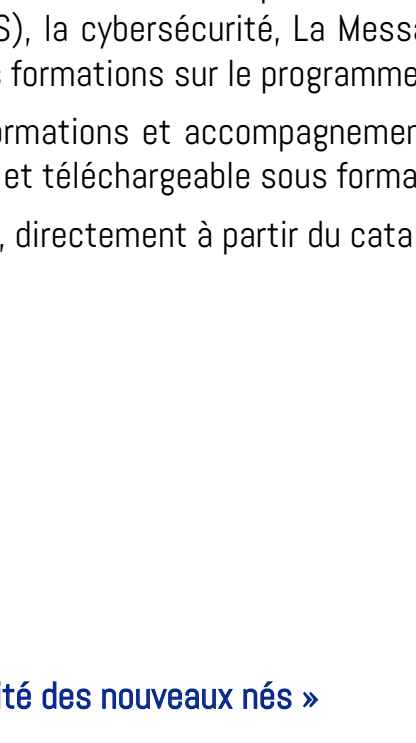 S), la cybersécurité, La Messa
s formations sur le programme
ormations et accompagnemen
et téléchargeable sous forma
, directement à partir du cata
ité des nouveaux nés »